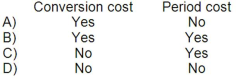 Conversion cost Period cost
A) Yes No
B) Yes Yes
C) No Yes
D) No No